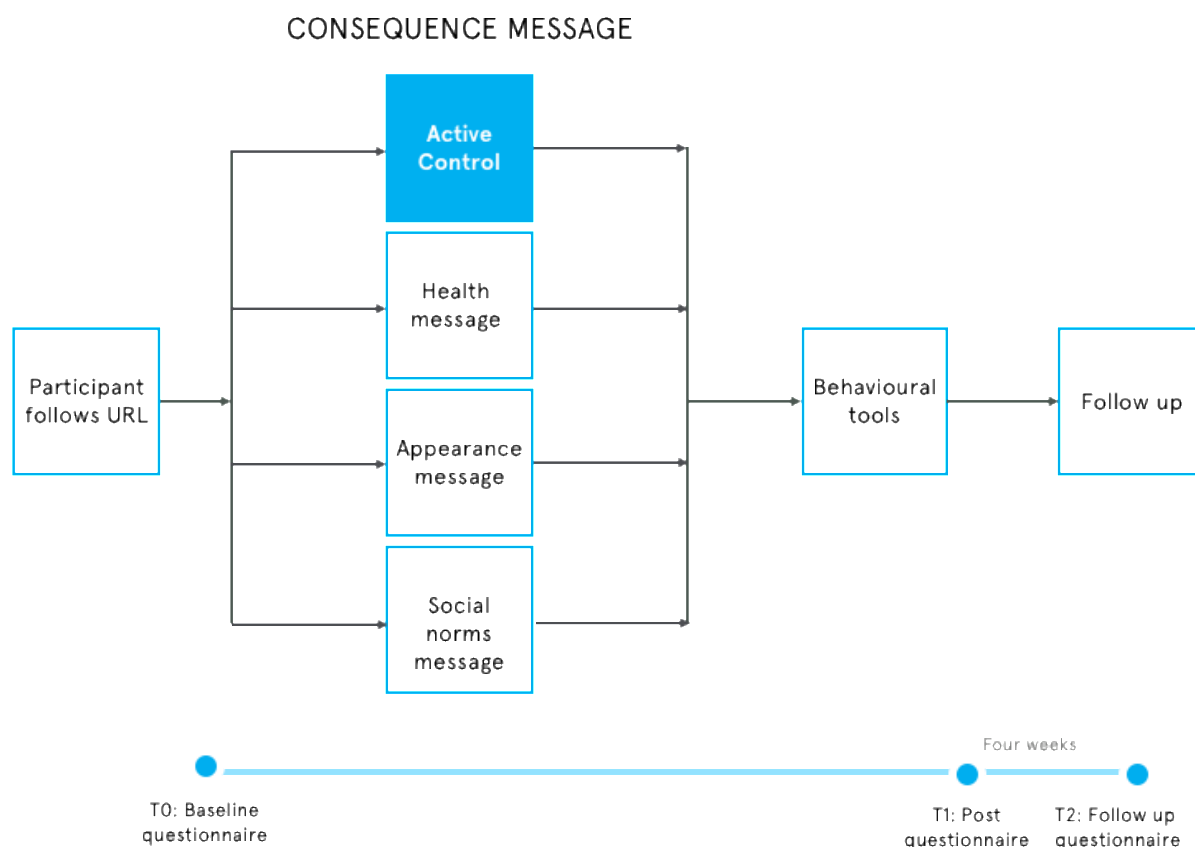 CONSEQUENCE MESSAGE
Active
Control
Health
message
Participant
follows URL
Behavioural
tools
Follow up
Appearance
message
Social
norms
message
Four weeks
T0: Baseline
questionnaire
T1: Post
questionnaire
T2: Follow up
questionnaire